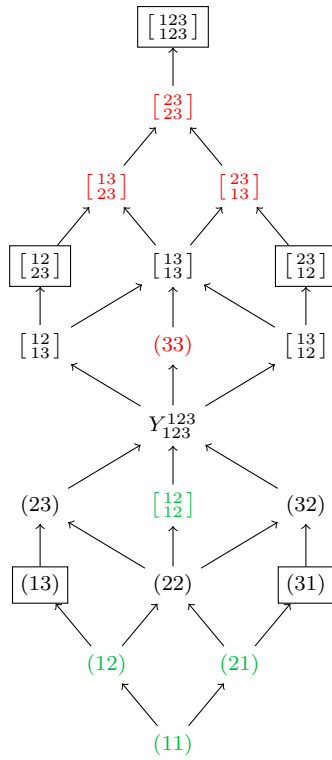 [123 123]
[23 23]
[13 23] [23 13]
[12 23] [13 13] [23 12]
[12 13] (33) [13 12]
Y_{123}^{123}
(23) [12 12] (32)
(13) (22) (31)
(12) (21)
(11)